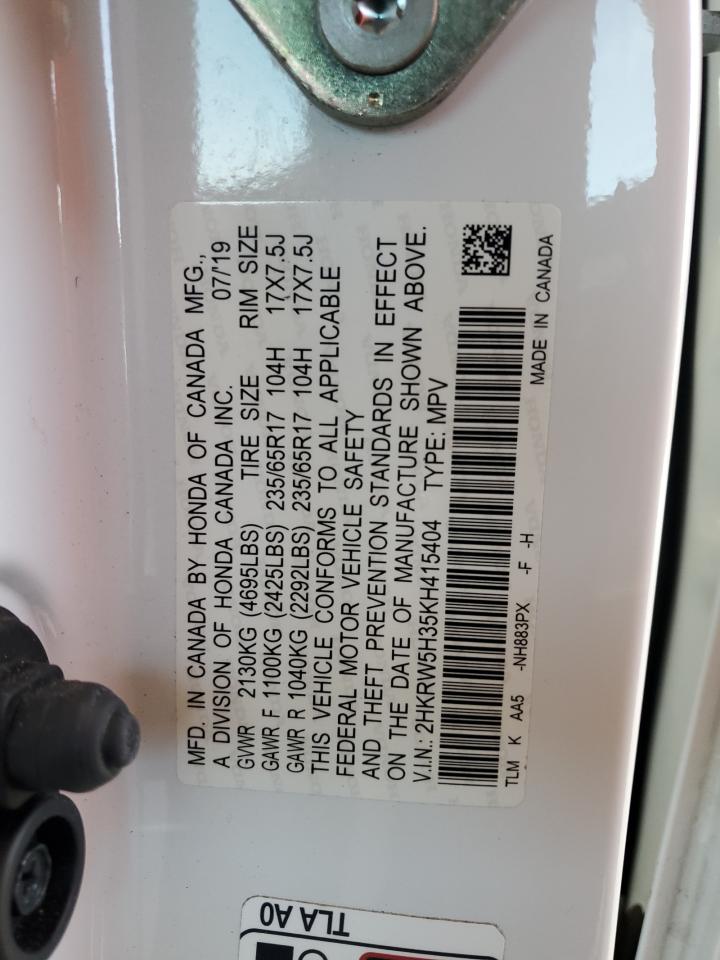 MFD. IN CANADA BY HONDA OF CANADA MFG.,
A DIVISION OF HONDA CANADA INC. 07/'19
GVWR 2130KG (4695LBS) TIRE SIZE RIM SIZE
GAWR F 1100KG (2425LBS) 235/65R17 104H 17X7.5J
GAWR R 1040KG (2292LBS) 235/65R17 104H 17X7.5J
THIS VEHICLE CONFORMS TO ALL APPLICABLE
FEDERAL MOTOR VEHICLE SAFETY
AND THEFT PREVENTION STANDARDS IN EFFECT
ON THE DATE OF MANUFACTURE SHOWN ABOVE.
V.I.N.: 2HKRW5H35KH415404 TYPE: MPV
TLM K AA5 -NH883PX -F -H
MADE IN CANADA
TLA A0